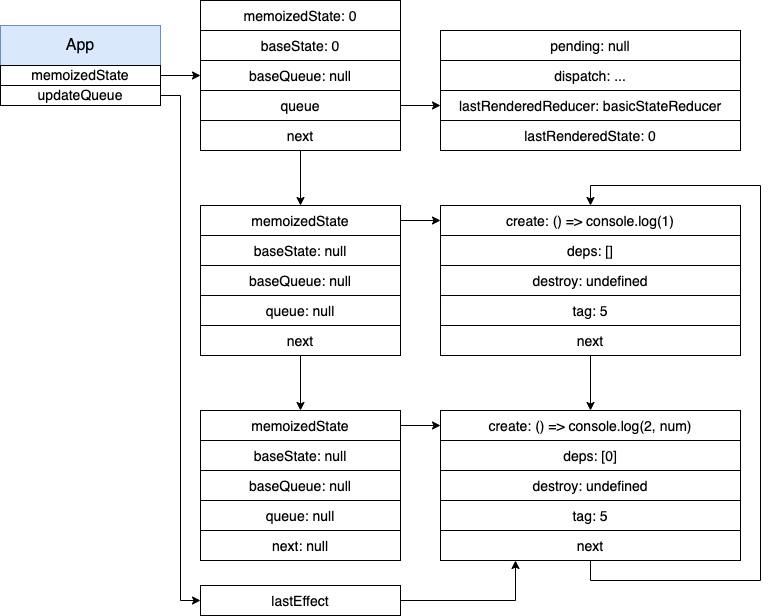 App
memoizedState
updateQueue
memoizedState: 0
baseState: 0
baseQueue: null
queue
next
pending: null
dispatch: ...
lastRenderedReducer: basicStateReducer
lastRenderedState: 0
memoizedState
baseState: null
baseQueue: null
queue: null
next
create: () => console.log(1)
deps: []
destroy: undefined
tag: 5
next
memoizedState
baseState: null
baseQueue: null
queue: null
next: null
create: () => console.log(2, num)
deps: [0]
destroy: undefined
tag: 5
next
lastEffect